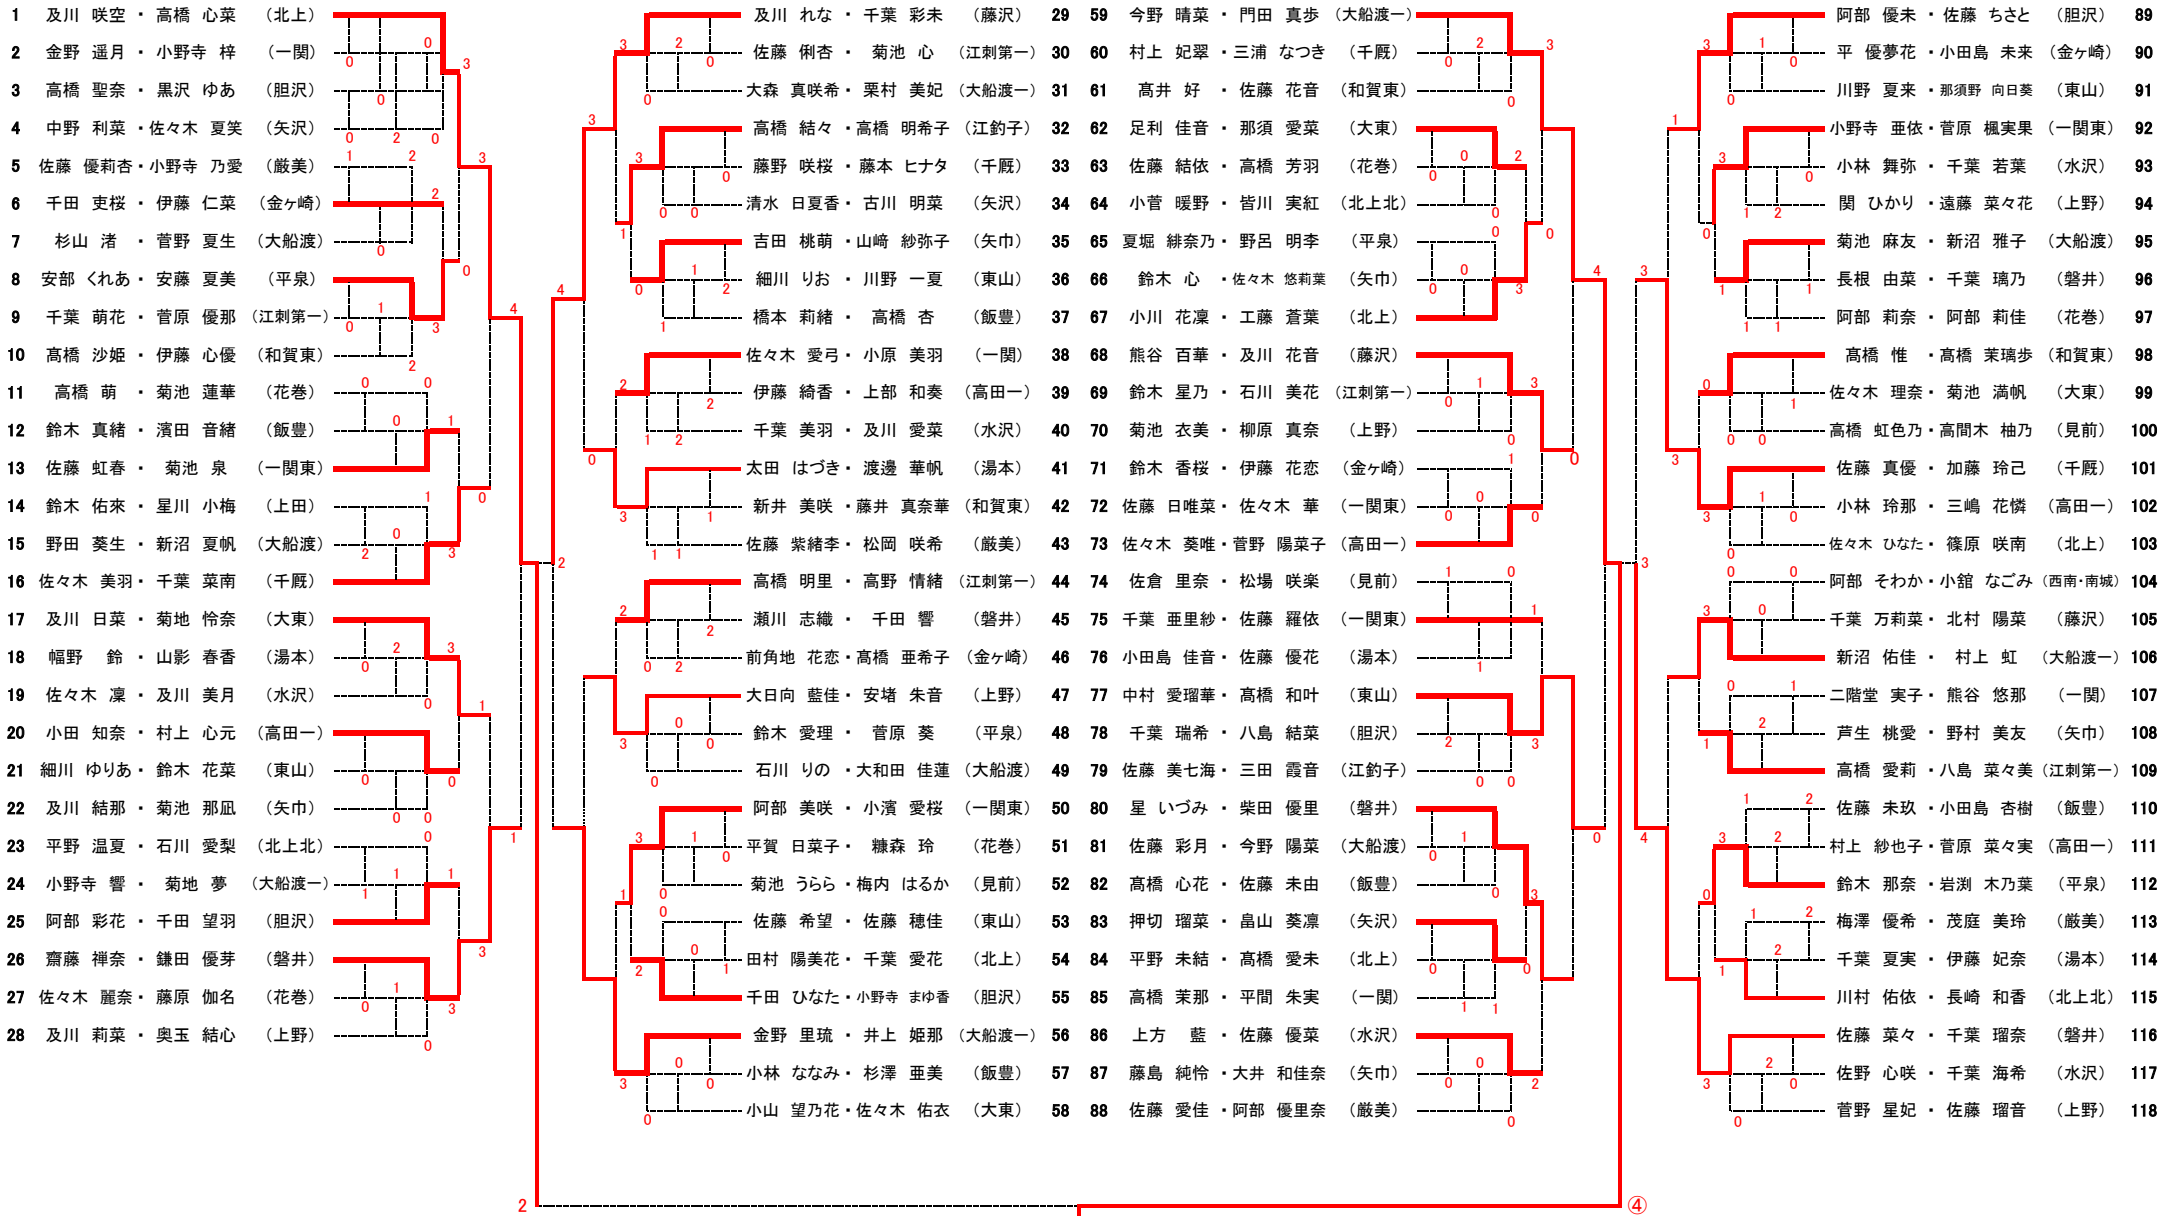 1 及川 咲空 ・ 高橋 心菜 （北上）
2 金野 遥月 ・ 小野寺 梓 （一関）
3 高橋 聖奈 ・ 黒沢 ゆあ （胆沢）
4 中野 利菜 ・ 佐々木 夏笑 （矢沢）
5 佐藤 優莉杏 ・ 小野寺 乃愛 （厳美）
6 千田 吏桜 ・ 伊藤 仁菜 （金ヶ崎）
7 杉山 渚 ・ 菅野 夏生 （大船渡）
8 安部 くれあ ・ 安藤 夏美 （平泉）
9 千葉 萌花 ・ 菅原 優那 （江刺第一）
10 髙橋 沙姫 ・ 伊藤 心優 （和賀東）
11 高橋 萌 ・ 菊池 蓮華 （花巻）
12 鈴木 真緒 ・ 濱田 音緒 （飯豊）
13 佐藤 虹春 ・ 菊池 泉 （一関東）
14 鈴木 佑來 ・ 星川 小梅 （上田）
15 野田 葵生 ・ 新沼 夏帆 （大船渡）
16 佐々木 美羽 ・ 千葉 菜南 （千厩）
17 及川 日菜 ・ 菊地 怜奈 （大東）
18 幅野 鈴 ・ 山影 春香 （湯本）
19 佐々木 凜 ・ 及川 美月 （水沢）
20 小田 知奈 ・ 村上 心元 （高田一）
21 細川 ゆりあ ・ 鈴木 花菜 （東山）
22 及川 結那 ・ 菊池 那凪 （矢巾）
23 平野 温夏 ・ 石川 愛梨 （北上北）
24 小野寺 響 ・ 菊地 夢 （大船渡一）
25 阿部 彩花 ・ 千田 望羽 （胆沢）
26 齋藤 禅奈 ・ 鎌田 優芽 （磐井）
27 佐々木 麗奈 ・ 藤原 伽名 （花巻）
28 及川 莉菜 ・ 奥玉 結心 （上野）
及川 れな ・ 千葉 彩未 （藤沢） 29
佐藤 俐杏 ・ 菊池 心 （江刺第一） 30
大森 真咲希 ・ 栗村 美妃 （大船渡一） 31
高橋 結々 ・ 高橋 明希子 （江釣子） 32
藤野 咲桜 ・ 藤本 ヒナタ （千厩） 33
清水 日夏香 ・ 古川 明菜 （矢沢） 34
吉田 桃萌 ・ 山﨑 紗弥子 （矢巾） 35
細川 りお ・ 川野 一夏 （東山） 36
橋本 莉緒 ・ 高橋 杏 （飯豊） 37
佐々木 愛弓 ・ 小原 美羽 （一関） 38
伊藤 綺香 ・ 上部 和奏 （高田一） 39
千葉 美羽 ・ 及川 愛菜 （水沢） 40
太田 はづき ・ 渡邊 華帆 （湯本） 41
新井 美咲 ・ 藤井 真奈華 （和賀東） 42
佐藤 紫緒李 ・ 松岡 咲希 （厳美） 43
高橋 明里 ・ 高野 情緒 （江刺第一） 44
瀬川 志織 ・ 千田 響 （磐井） 45
前角地 花恋 ・ 髙橋 亜希子 （金ヶ崎） 46
大日向 藍佳 ・ 安堵 朱音 （上野） 47
鈴木 愛理 ・ 菅原 葵 （平泉） 48
石川 りの ・ 大和田 佳蓮 （大船渡） 49
阿部 美咲 ・ 小濱 愛桜 （一関東） 50
平賀 日菜子 ・ 糠森 玲 （花巻） 51
菊池 うらら ・ 梅内 はるか （見前） 52
佐藤 希望 ・ 佐藤 穂佳 （東山） 53
田村 陽美花 ・ 千葉 愛花 （北上） 54
千田 ひなた ・ 小野寺 まゆ香 （胆沢） 55
金野 里琉 ・ 井上 姫那 （大船渡一） 56
小林 ななみ ・ 杉澤 亜美 （飯豊） 57
小山 望乃花 ・ 佐々木 佑衣 （大東） 58
59 今野 晴菜 ・ 門田 真歩 （大船渡一）
60 村上 妃翠 ・ 三浦 なつき （千厩）
61 髙井 好 ・ 佐藤 花音 （和賀東）
62 足利 佳音 ・ 那須 愛菜 （大東）
63 佐藤 結依 ・ 高橋 芳羽 （花巻）
64 小菅 暖野 ・ 皆川 実紅 （北上北）
65 夏堀 緋奈乃 ・ 野呂 明李 （平泉）
66 鈴木 心 ・ 佐々木 悠莉葉 （矢巾）
67 小川 花凜 ・ 工藤 蒼葉 （北上）
68 熊谷 百華 ・ 及川 花音 （藤沢）
69 鈴木 星乃 ・ 石川 美花 （江刺第一）
70 菊池 衣美 ・ 柳原 真奈 （上野）
71 鈴木 香桜 ・ 伊藤 花恋 （金ヶ崎）
72 佐藤 日唯菜 ・ 佐々木 華 （一関東）
73 佐々木 葵唯 ・ 菅野 陽菜子 （高田一）
74 佐倉 里奈 ・ 松場 咲楽 （見前）
75 千葉 亜里紗 ・ 佐藤 羅依 （一関東）
76 小田島 佳音 ・ 佐藤 優花 （湯本）
77 中村 愛瑠華 ・ 髙橋 和叶 （東山）
78 千葉 瑞希 ・ 八島 結菜 （胆沢）
79 佐藤 美七海 ・ 三田 霞音 （江釣子）
80 星 いづみ ・ 柴田 優里 （磐井）
81 佐藤 彩月 ・ 今野 陽菜 （大船渡）
82 髙橋 心花 ・ 佐藤 未由 （飯豊）
83 押切 瑠菜 ・ 畠山 葵凛 （矢沢）
84 平野 未結 ・ 髙橋 愛未 （北上）
85 高橋 茉那 ・ 平間 朱実 （一関）
86 上方 藍 ・ 佐藤 優菜 （水沢）
87 藤島 純怜 ・ 大井 和佳奈 （矢巾）
88 佐藤 愛佳 ・ 阿部 優里奈 （厳美）
阿部 優未 ・ 佐藤 ちさと （胆沢） 89
平 優夢花 ・ 小田島 未来 （金ヶ崎） 90
川野 夏来 ・ 那須野 向日葵 （東山） 91
小野寺 亜依 ・ 菅原 楓実果 （一関東） 92
小林 舞弥 ・ 千葉 若葉 （水沢） 93
関 ひかり ・ 遠藤 菜々花 （上野） 94
菊池 麻友 ・ 新沼 雅子 （大船渡） 95
長根 由菜 ・ 千葉 璃乃 （磐井） 96
阿部 莉奈 ・ 阿部 莉佳 （花巻） 97
髙橋 惟 ・ 髙橋 茉璃歩 （和賀東） 98
佐々木 理奈 ・ 菊池 満帆 （大東） 99
高橋 虹色乃 ・ 高間木 柚乃 （見前） 100
佐藤 真優 ・ 加藤 玲己 （千厩） 101
小林 玲那 ・ 三嶋 花憐 （高田一） 102
佐々木 ひなた ・ 篠原 咲南 （北上） 103
阿部 そわか ・ 小舘 なごみ （西南・南城） 104
千葉 万莉菜 ・ 北村 陽菜 （藤沢） 105
新沼 佑佳 ・ 村上 虹 （大船渡一） 106
二階堂 実子 ・ 熊谷 悠那 （一関） 107
芦生 桃愛 ・ 野村 美友 （矢巾） 108
高橋 愛莉 ・ 八島 菜々美 （江刺第一） 109
佐藤 未玖 ・ 小田島 杏樹 （飯豊） 110
村上 紗也子 ・ 菅原 菜々実 （高田一） 111
鈴木 那奈 ・ 岩渕 木乃葉 （平泉） 112
梅澤 優希 ・ 茂庭 美玲 （厳美） 113
千葉 夏実 ・ 伊藤 妃奈 （湯本） 114
川村 佑依 ・ 長崎 和香 （北上北） 115
佐藤 菜々 ・ 千葉 瑠奈 （磐井） 116
佐野 心咲 ・ 千葉 海希 （水沢） 117
菅野 星妃 ・ 佐藤 瑠音 （上野） 118
2 ④